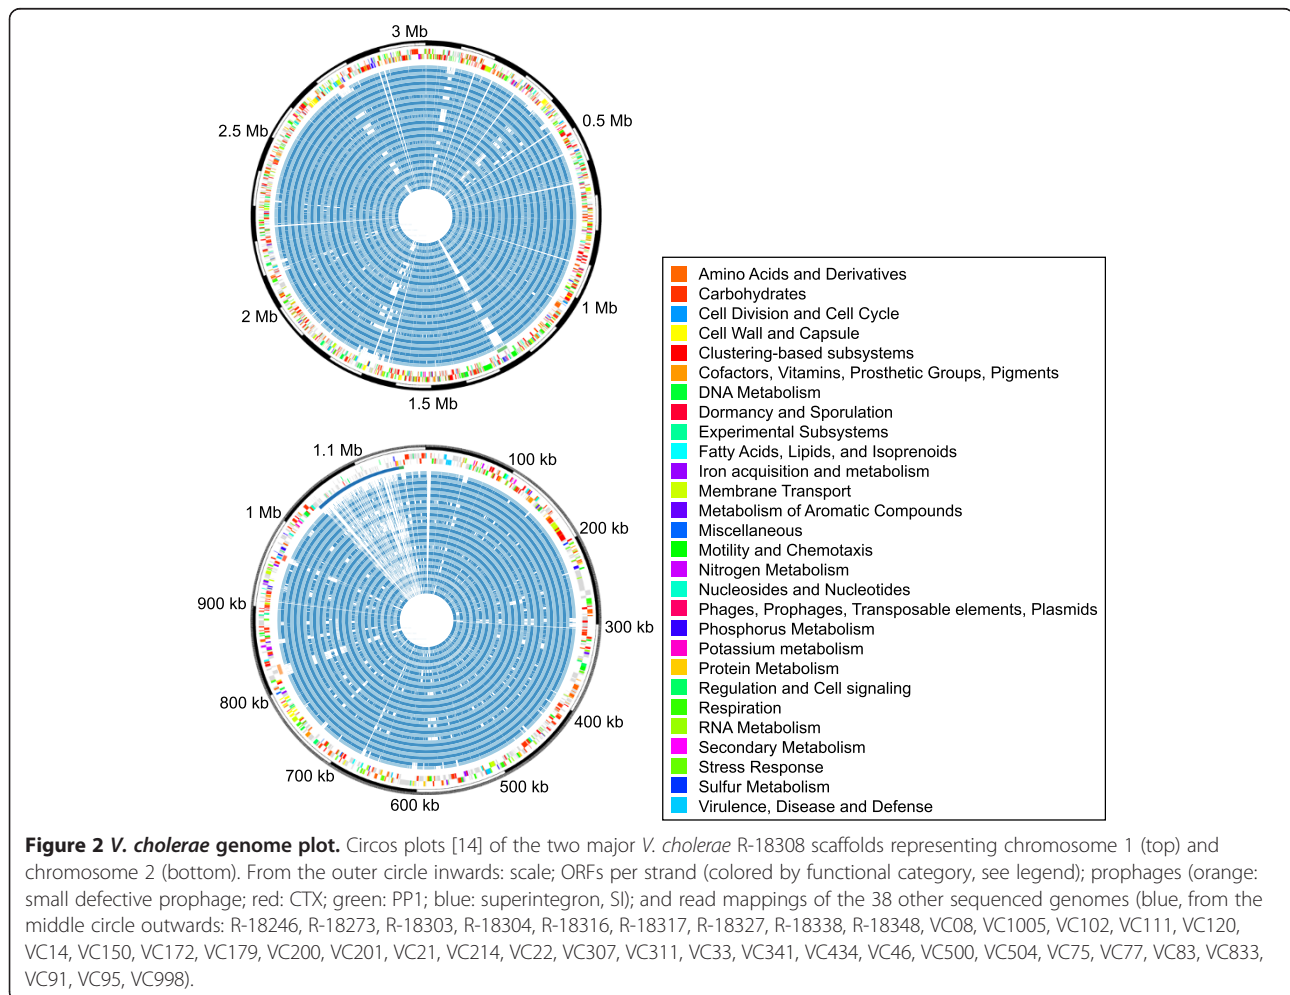 3 Mb
0.5 Mb
1 Mb
1.5 Mb
2 Mb
2.5 Mb
1.1 Mb
100 kb
200 kb
300 kb
400 kb
500 kb
600 kb
700 kb
800 kb
900 kb
1 Mb
Amino Acids and Derivatives
Carbohydrates
Cell Division and Cell Cycle
Cell Wall and Capsule
Clustering-based subsystems
Cofactors, Vitamins, Prosthetic Groups, Pigments
DNA Metabolism
Dormancy and Sporulation
Experimental Subsystems
Fatty Acids, Lipids, and Isoprenoids
Iron acquisition and metabolism
Membrane Transport
Metabolism of Aromatic Compounds
Miscellaneous
Motility and Chemotaxis
Nitrogen Metabolism
Nucleosides and Nucleotides
Phages, Prophages, Transposable elements, Plasmids
Phosphorus Metabolism
Potassium metabolism
Protein Metabolism
Regulation and Cell signaling
Respiration
RNA Metabolism
Secondary Metabolism
Stress Response
Sulfur Metabolism
Virulence, Disease and Defense
Figure 2 V. cholerae genome plot. Circos plots [14] of the two major V. cholerae R-18308 scaffolds representing chromosome 1 (top) and
chromosome 2 (bottom). From the outer circle inwards: scale; ORFs per strand (colored by functional category, see legend); prophages (orange:
small defective prophage; red: CTX; green: PP1; blue: superintegron, SI); and read mappings of the 38 other sequenced genomes (blue, from the
middle circle outwards: R-18246, R-18273, R-18303, R-18304, R-18316, R-18317, R-18327, R-18338, R-18348, VC08, VC1005, VC102, VC111, VC120,
VC14, VC150, VC172, VC179, VC200, VC201, VC21, VC214, VC22, VC307, VC311, VC33, VC341, VC434, VC46, VC500, VC504, VC75, VC77, VC83, VC833,
VC91, VC95, VC998).